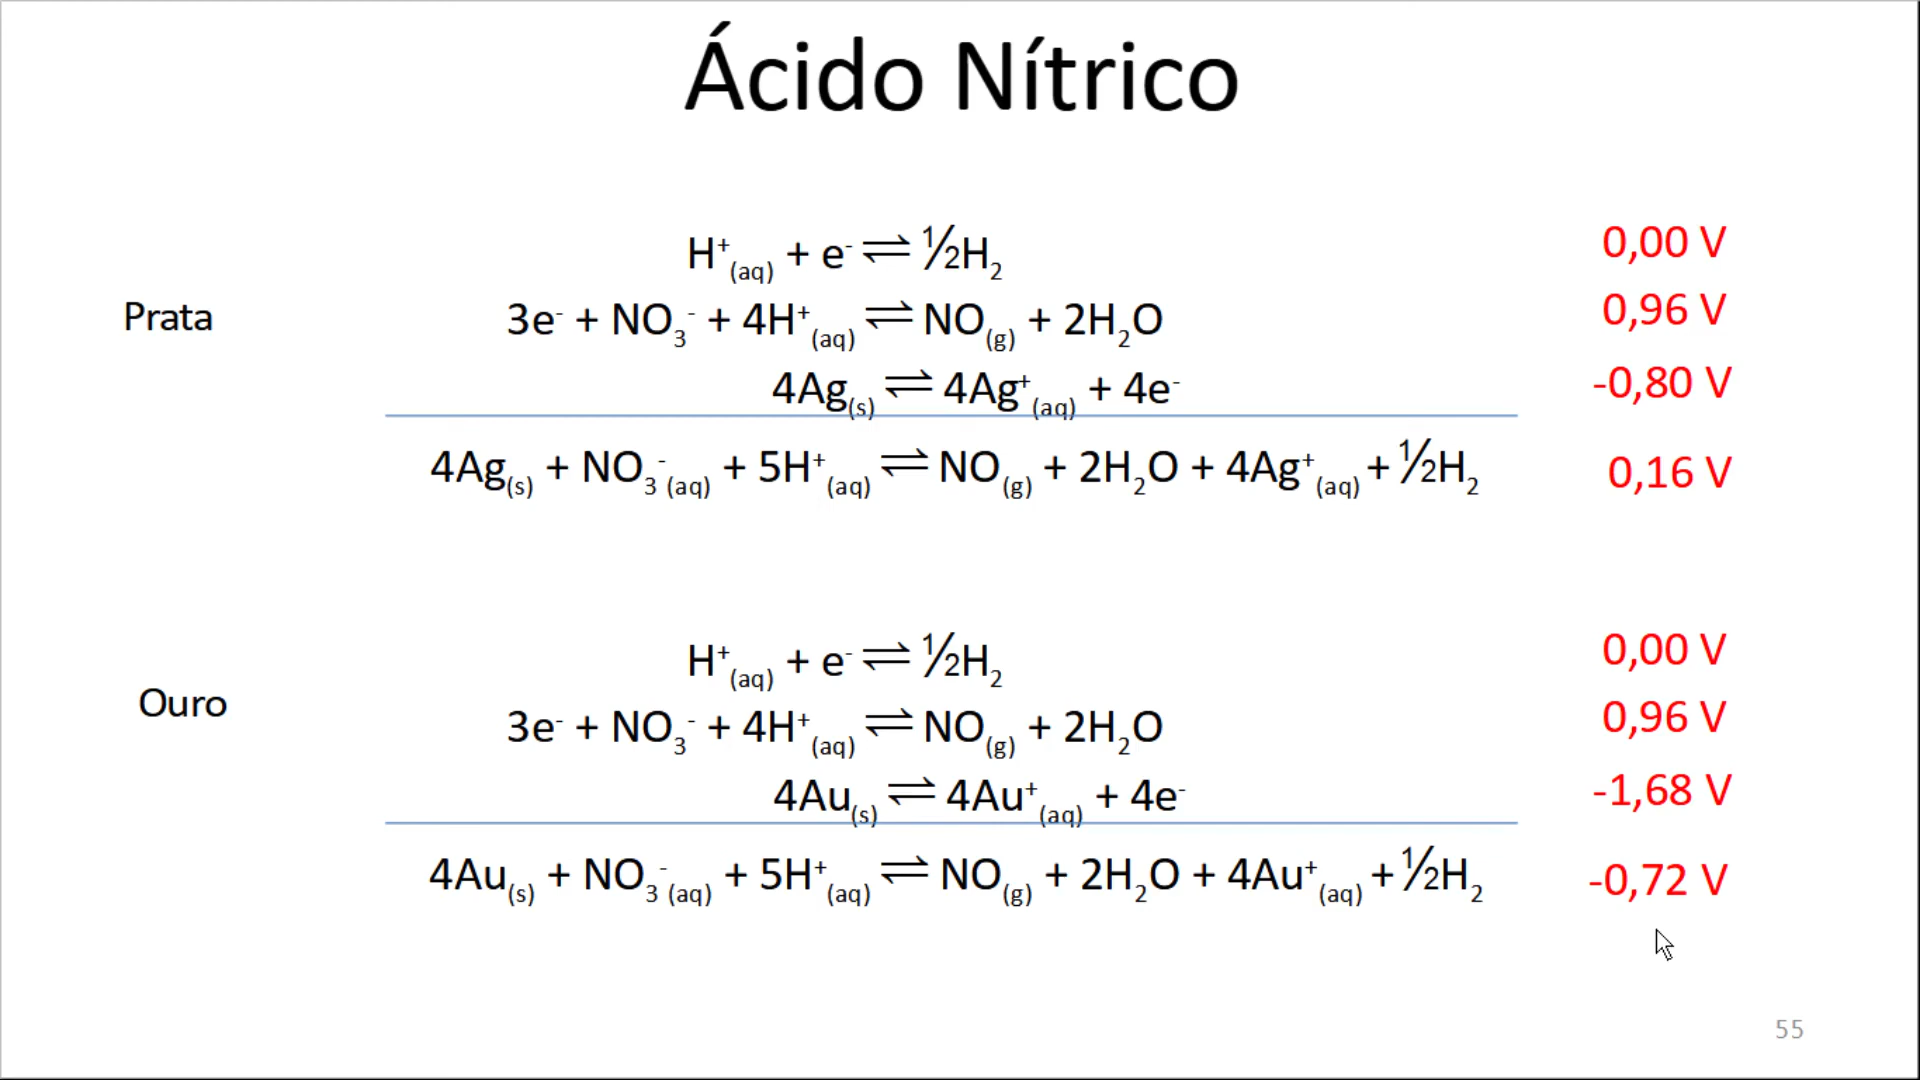 Ácido Nítrico
H⁺(aq) + e⁻ ⇌ ½H₂ 0,00 V
Prata
3e⁻ + NO₃⁻ + 4H⁺(aq) ⇌ NO(g) + 2H₂O 0,96 V
4Ag(s) ⇌ 4Ag⁺(aq) + 4e⁻ -0,80 V
4Ag(s) + NO₃⁻(aq) + 5H⁺(aq) ⇌ NO(g) + 2H₂O + 4Ag⁺(aq) + ½H₂ 0,16 V
H⁺(aq) + e⁻ ⇌ ½H₂ 0,00 V
Ouro
3e⁻ + NO₃⁻ + 4H⁺(aq) ⇌ NO(g) + 2H₂O 0,96 V
4Au(s) ⇌ 4Au⁺(aq) + 4e⁻ -1,68 V
4Au(s) + NO₃⁻(aq) + 5H⁺(aq) ⇌ NO(g) + 2H₂O + 4Au⁺(aq) + ½H₂ -0,72 V
55